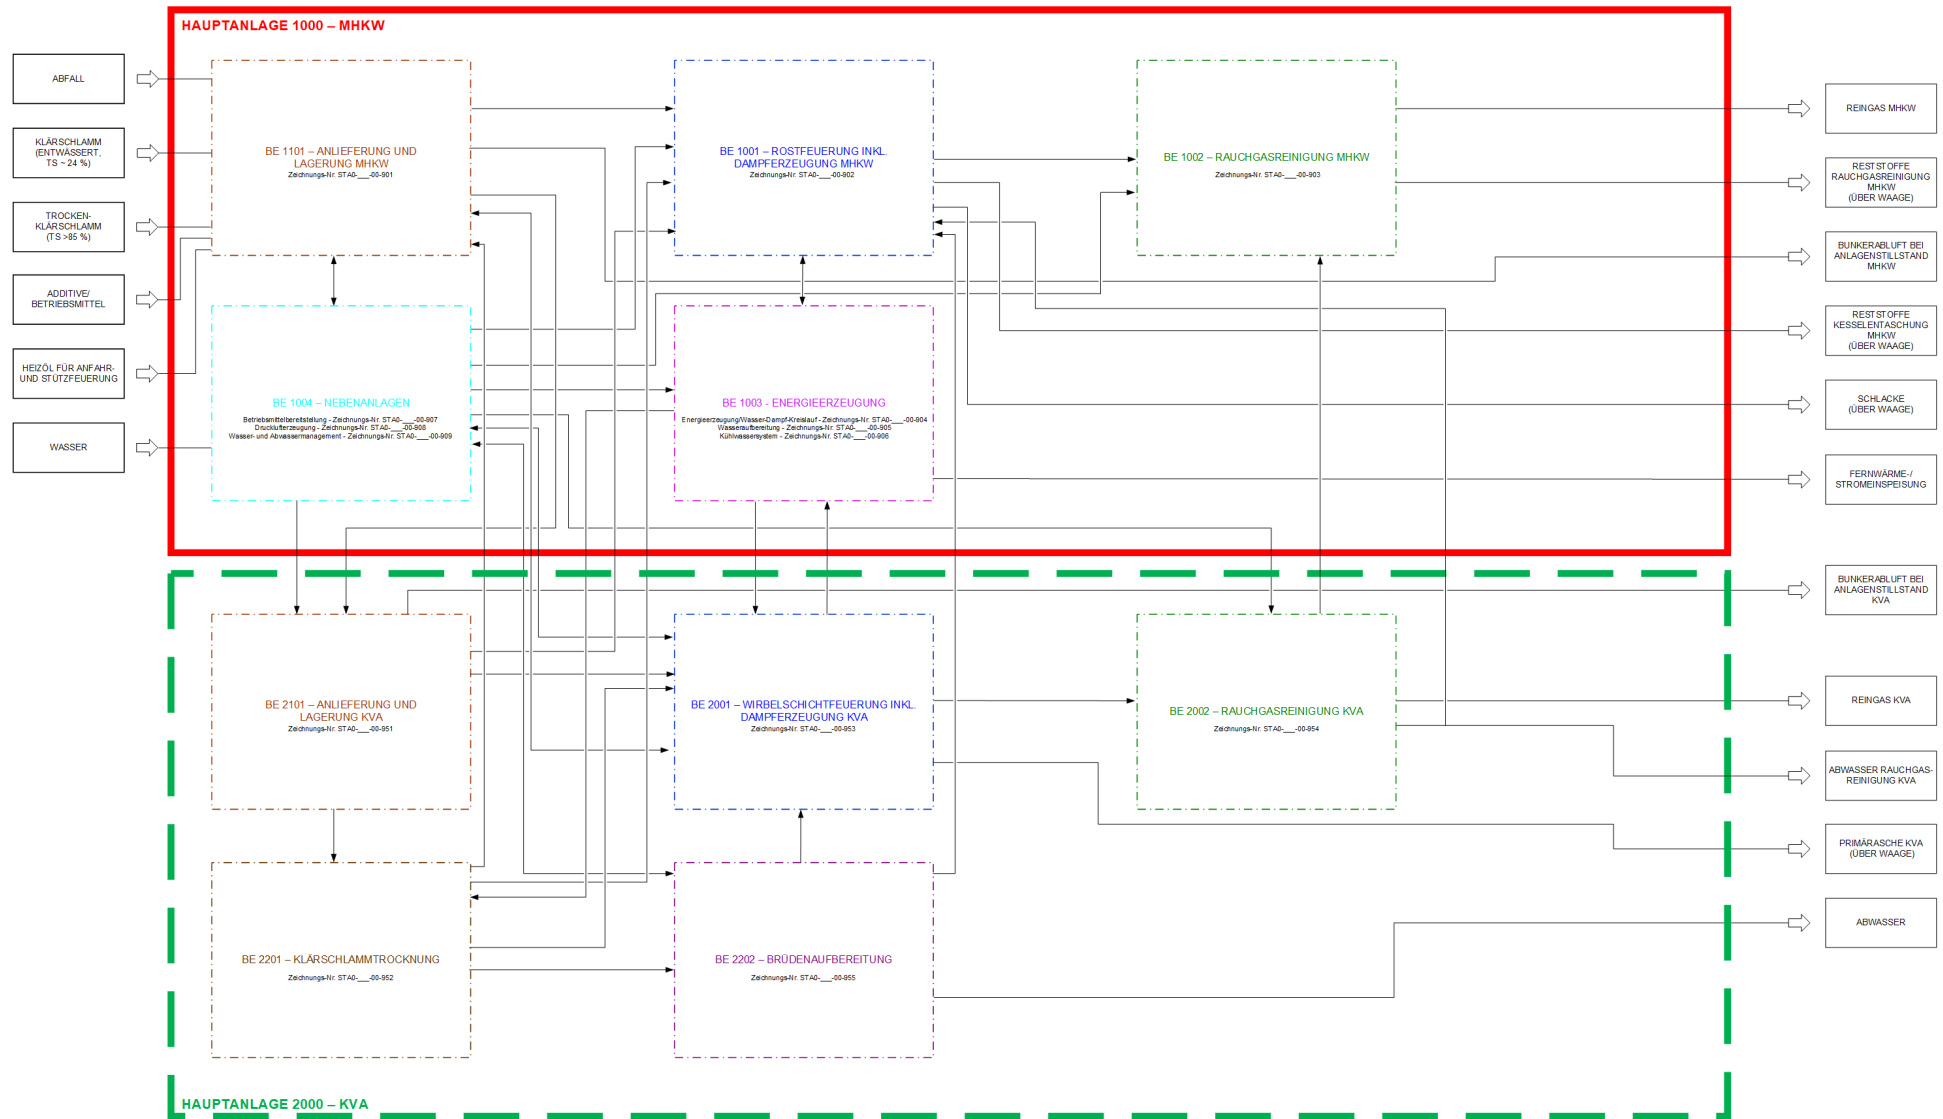 HAUPTANLAGE 1000 – MHKW
ABFALL
KLÄRSCHLAMM
(ENTWÄSSERT,
TS ~ 24 %)
TROCKEN-
KLÄRSCHLAMM
(TS >85 %)
ADDITIVE/
BETRIEBSMITTEL
HEIZÖL FÜR ANFAHR-
UND STÜTZFEUERUNG
WASSER
BE 1101 – ANLIEFERUNG UND
LAGERUNG MHKW
Zeichnungs-Nr. STA0-___-00-901
BE 1001 – ROSTFEUERUNG INKL.
DAMPFERZEUGUNG MHKW
Zeichnungs-Nr. STA0-___-00-902
BE 1002 – RAUCHGASREINIGUNG MHKW
Zeichnungs-Nr. STA0-___-00-903
BE 1004 – NEBENANLAGEN
Betriebsmittelbereitstellung - Zeichnungs-Nr. STA0-___-00-907
Drucklufterzeugung - Zeichnungs-Nr. STA0-___-00-908
Wasser- und Abwassermanagement - Zeichnungs-Nr. STA0-___-00-909
BE 1003 - ENERGIEERZEUGUNG
Energieerzeugung/Wasser-Dampf-Kreislauf - Zeichnungs-Nr. STA0-___-00-904
Wasseraufbereitung - Zeichnungs-Nr. STA0-___-00-905
Kühlwassersystem - Zeichnungs-Nr. STA0-___-00-906
REINGAS MHKW
RESTSTOFFE
RAUCHGASREINIGUNG
MHKW
(ÜBER WAAGE)
BUNKERABLUFT BEI
ANLAGENSTILLSTAND
MHKW
RESTSTOFFE
KESSELENTASCHUNG
MHKW
(ÜBER WAAGE)
SCHLACKE
(ÜBER WAAGE)
FERNWÄRME-/
STROMEINSPEISUNG
BE 2101 – ANLIEFERUNG UND
LAGERUNG KVA
Zeichnungs-Nr. STA0-___-00-951
BE 2001 – WIRBELSCHICHTFEUERUNG INKL.
DAMPFERZEUGUNG KVA
Zeichnungs-Nr. STA0-___-00-953
BE 2002 – RAUCHGASREINIGUNG KVA
Zeichnungs-Nr. STA0-___-00-954
BE 2201 – KLÄRSCHLAMMTROCKNUNG
Zeichnungs-Nr. STA0-___-00-952
BE 2202 – BRÜDENAUFBEREITUNG
Zeichnungs-Nr. STA0-___-00-955
BUNKERABLUFT BEI
ANLAGENSTILLSTAND
KVA
REINGAS KVA
ABWASSER RAUCHGAS-
REINIGUNG KVA
PRIMÄRASCHE KVA
(ÜBER WAAGE)
ABWASSER
HAUPTANLAGE 2000 – KVA